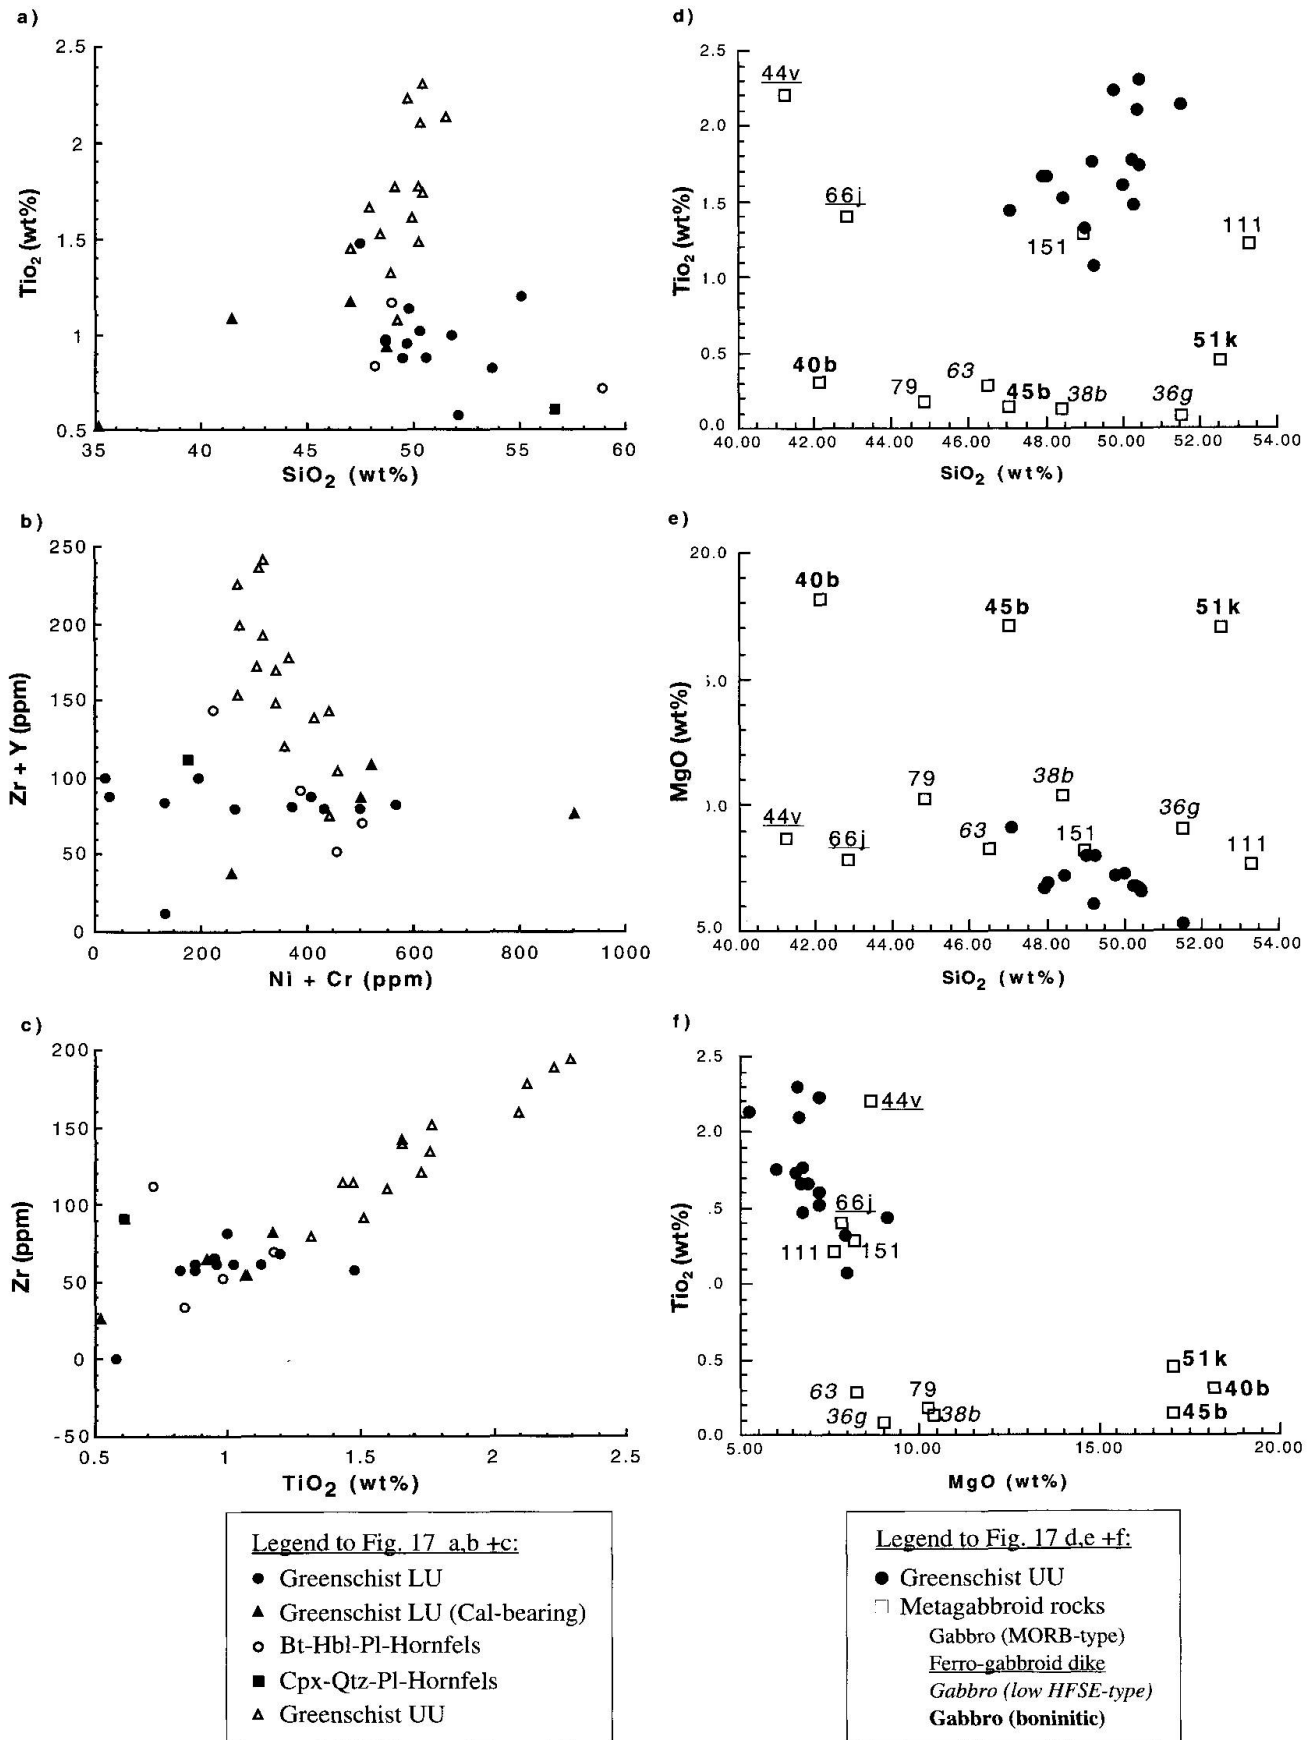 a)
2.5
2
1.5
1
0.5
Tio2 (wt%)
35 40 45 50 55 60
SiO2 (wt%)
b)
250
200
150
100
50
0
Zr + Y (ppm)
0 200 400 600 800 1000
Ni + Cr (ppm)
c)
200
150
100
50
0
-50
Zr (ppm)
0.5 1 1.5 2 2.5
TiO2 (wt%)
Legend to Fig. 17 a,b +c:
Greenschist LU
Greenschist LU (Cal-bearing)
Bt-Hbl-Pl-Hornfels
Cpx-Qtz-Pl-Hornfels
Greenschist UU
d)
2.5
2.0
1.5
1.0
0.5
0.0
Tio2 (wt%)
44v
66j
151
111
51k
40b
79
63
45b
38b
36g
40.00 42.00 44.00 46.00 48.00 50.00 52.00 54.00
SiO2 (wt%)
e)
20.0
5.0
0.0
5.0
MgO (wt%)
40b
45b
51k
79
38b
36g
44v
66j
63
151
111
40.00 42.00 44.00 46.00 48.00 50.00 52.00 54.00
SiO2 (wt%)
f)
2.5
2.0
.5
.0
0.5
0.0
Tio2 (wt%)
44v
66j
111
151
51k
40b
45b
63
79
36g
38b
5.00 10.00 15.00 20.00
MgO (wt%)
Legend to Fig. 17 d,e +f:
Greenschist UU
Metagabbroid rocks
Gabbro (MORB-type)
Ferro-gabbroid dike
Gabbro (low HFSE-type)
Gabbro (boninitic)